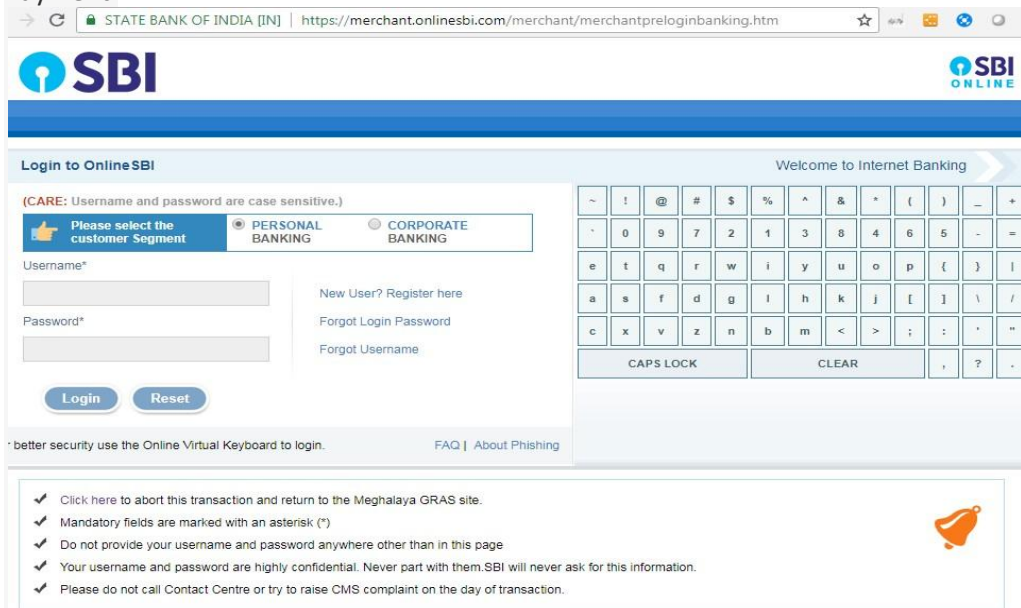 STATE BANK OF INDIA [IN] | https://merchant.onlinesbi.com/merchant/merchantpreloginbanking.htm
SBI
SBI
ONLINE
Login to OnlineSBI
Welcome to Internet Banking
(CARE: Username and password are case sensitive.)
Please select the customer Segment
PERSONAL BANKING
CORPORATE BANKING
Username*
New User? Register here
Password*
Forgot Login Password
Forgot Username
Login Reset
better security use the Online Virtual Keyboard to login.
FAQ | About Phishing
~ ! @ # $ % ^ & * ( ) _ +
` 0 9 7 2 1 3 8 4 6 5 - =
e t q r w i y u o p { } |
a s f d g l h k j [ ] \ /
c x v z n b m < > ; : ' "
CAPS LOCK CLEAR , ? .
Click here to abort this transaction and return to the Meghalaya GRAS site.
Mandatory fields are marked with an asterisk (*)
Do not provide your username and password anywhere other than in this page
Your username and password are highly confidential. Never part with them.SBI will never ask for this information.
Please do not call Contact Centre or try to raise CMS complaint on the day of transaction.